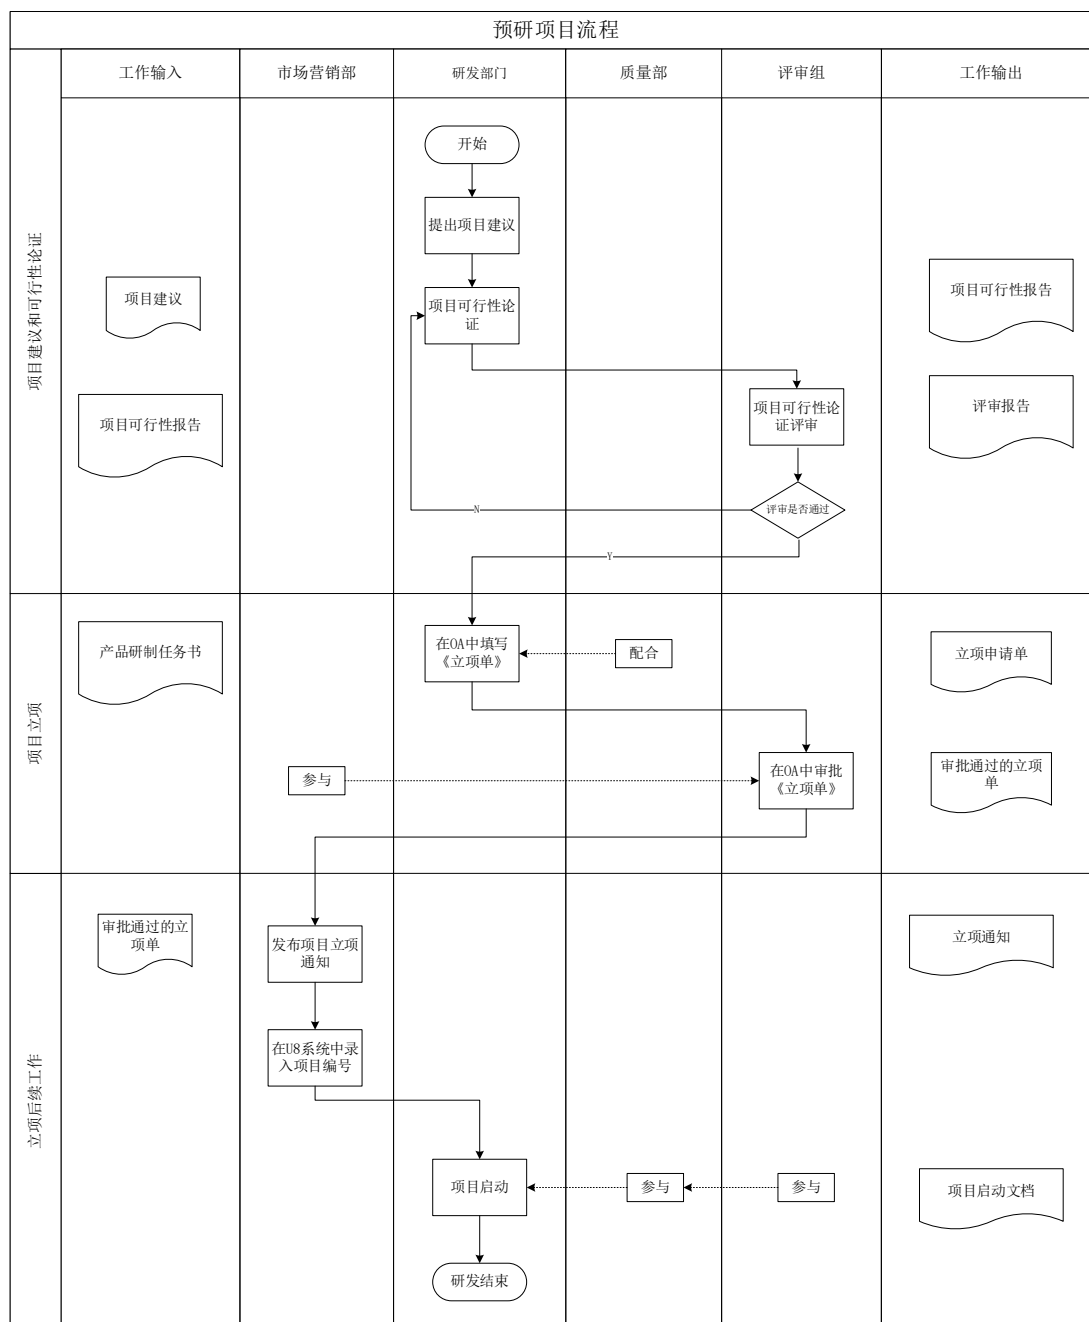 预研项目流程
工作输入
市场营销部
研发部门
质量部
评审组
工作输出
项目建议和可行性论证
开始
提出项目建议
项目建议
项目可行性论
证
项目可行性报告
项目可行性报告
项目可行性论
证评审
评审报告
评审是否通过
N
Y
项目立项
产品研制任务书
在OA中填写
《立项单》
配合
立项申请单
参与
在OA中审批
《立项单》
审批通过的立项
单
立项后续工作
审批通过的立
项单
发布项目立项
通知
立项通知
在U8系统中录
入项目编号
项目启动
参与
参与
项目启动文档
研发结束